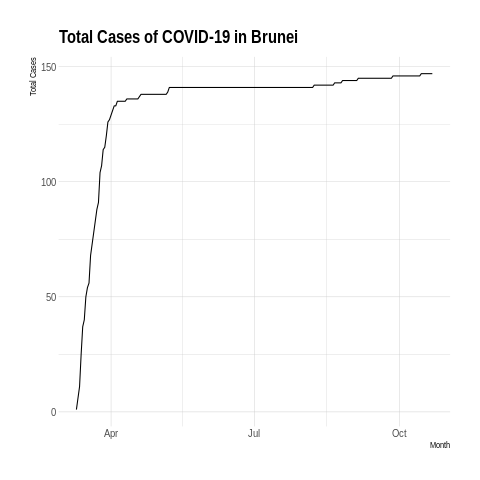 Total Cases of COVID-19 in Brunei
Total Cases
150
100
50
0
Apr
Jul
Oct
Month